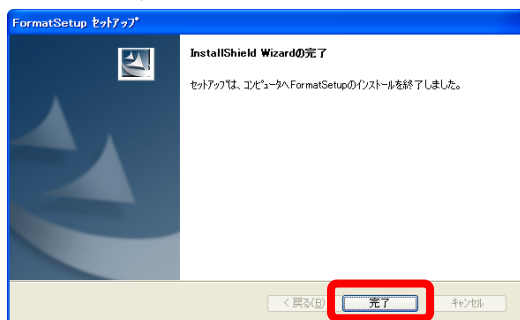 FormatSetup ｾｯﾄｱｯﾌﾟ
InstallShield Wizardの完了
ｾｯﾄｱｯﾌﾟは、ｺﾝﾋﾟｭｰﾀへFormatSetupのｲﾝｽﾄｰﾙを終了しました。
< 戻る(B)
完了
ｷｬﾝｾﾙ